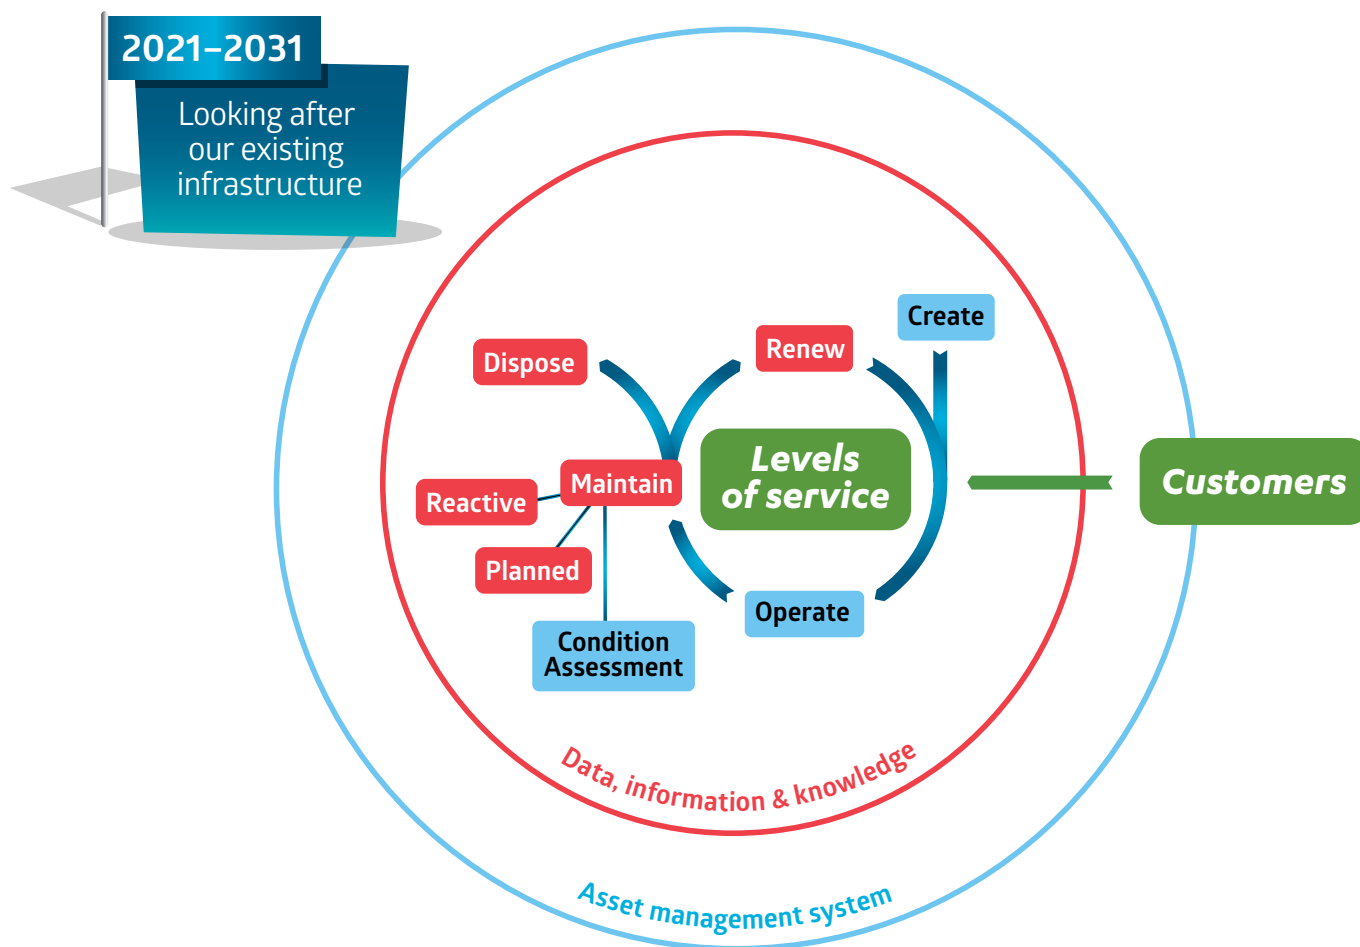 2021–2031
Looking after
our existing
infrastructure
Create
Renew
Dispose
Levels
of service
Maintain
Customers
Reactive
Planned
Operate
Condition
Assessment
Data, information & knowledge
Asset management system